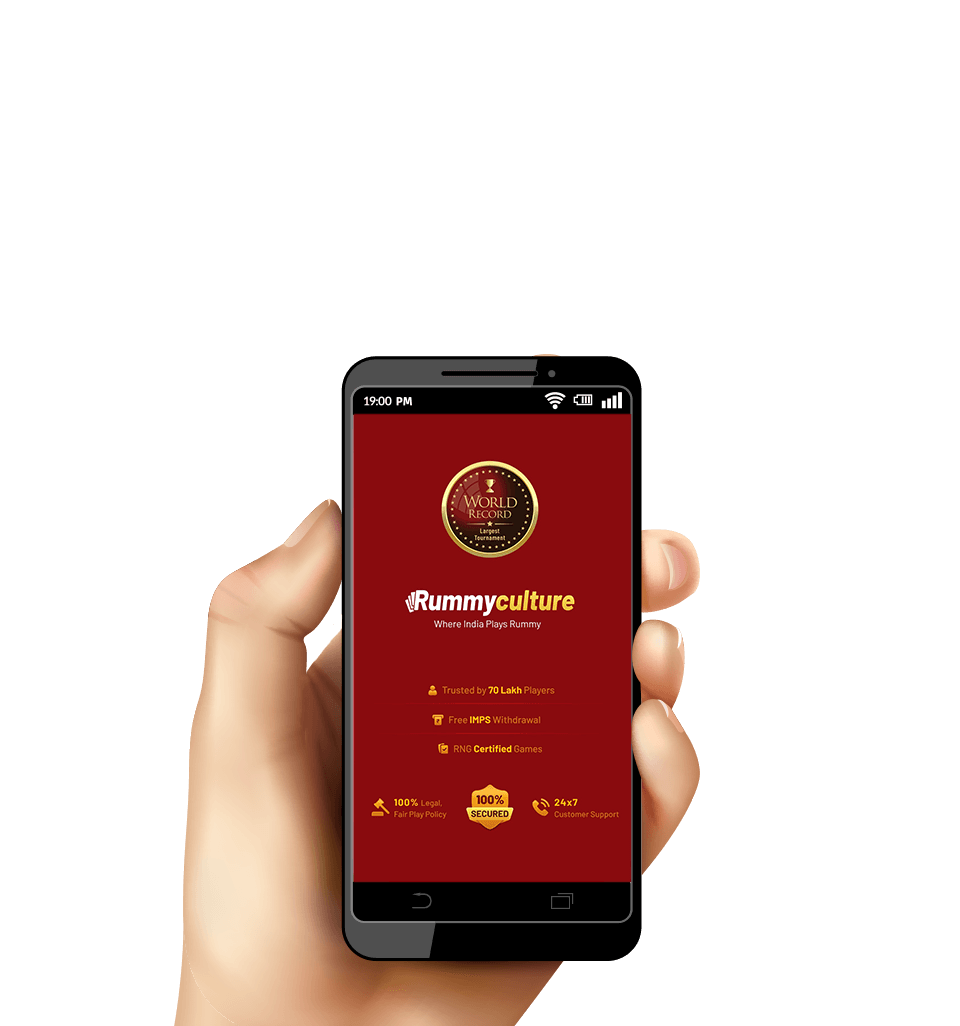 19:00 PM
WORLD
RECORD
Largest
Tournament
Rummyculture
Where India Plays Rummy
Trusted by 70 Lakh Players
Free IMPS Withdrawal
RNG Certified Games
100% Legal,
Fair Play Policy
100%
SECURED
24x7
Customer Support